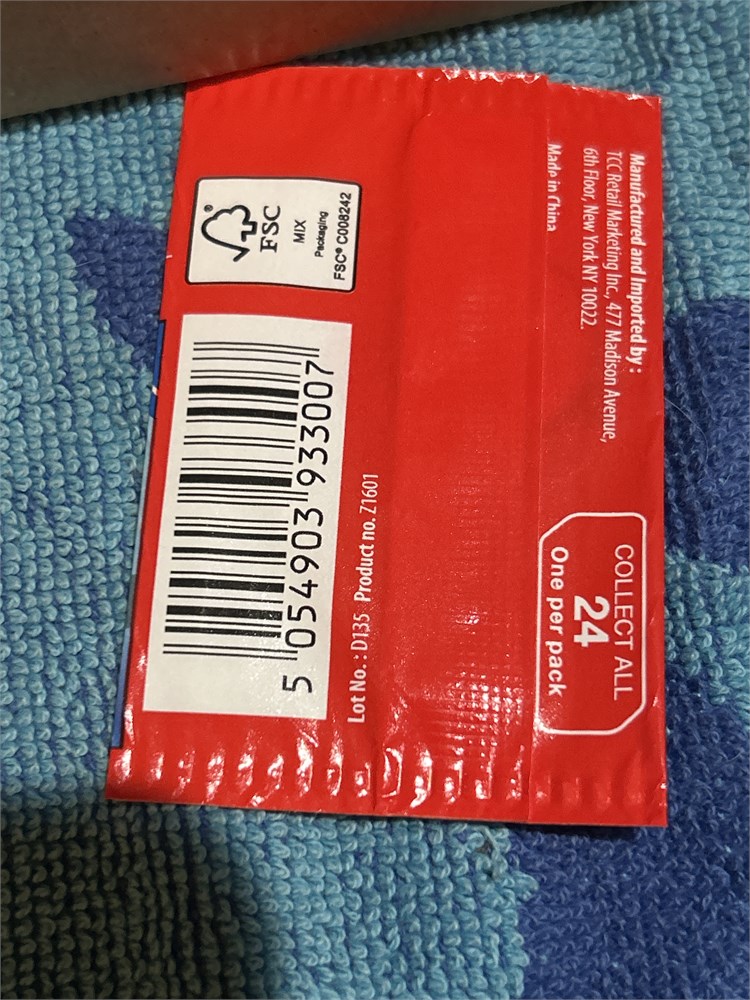 Manufactured and Imported by :
TCC Retail Marketing Inc., 477 Madison Avenue,
6th Floor, New York NY 10022.
Made in China
COLLECT ALL
24
One per pack
®
FSC
MIX
Packaging
FSC® C008242
5 054903 933007
Lot No. : D135 Product no. Z1601